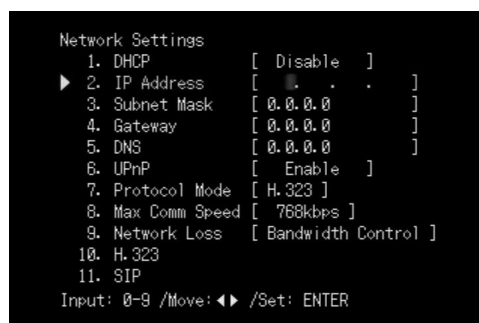 Network Settings
1. DHCP [ Disable ]
▶ 2. IP Address [ . . . ]
3. Subnet Mask [ 0.0.0.0 ]
4. Gateway [ 0.0.0.0 ]
5. DNS [ 0.0.0.0 ]
6. UPnP [ Enable ]
7. Protocol Mode [ H.323 ]
8. Max Comm Speed [ 768kbps ]
9. Network Loss [ Bandwidth Control ]
10. H.323
11. SIP
Input: 0-9 /Move:◀▶ /Set: ENTER